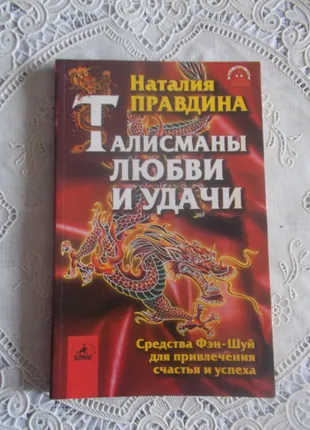 Наталия
ПРАВДИНА
ТАЛИСМАНЫ
ЛЮБВИ
И УДАЧИ
Средства Фэн-Шуй
для привлечения
счастья и успеха